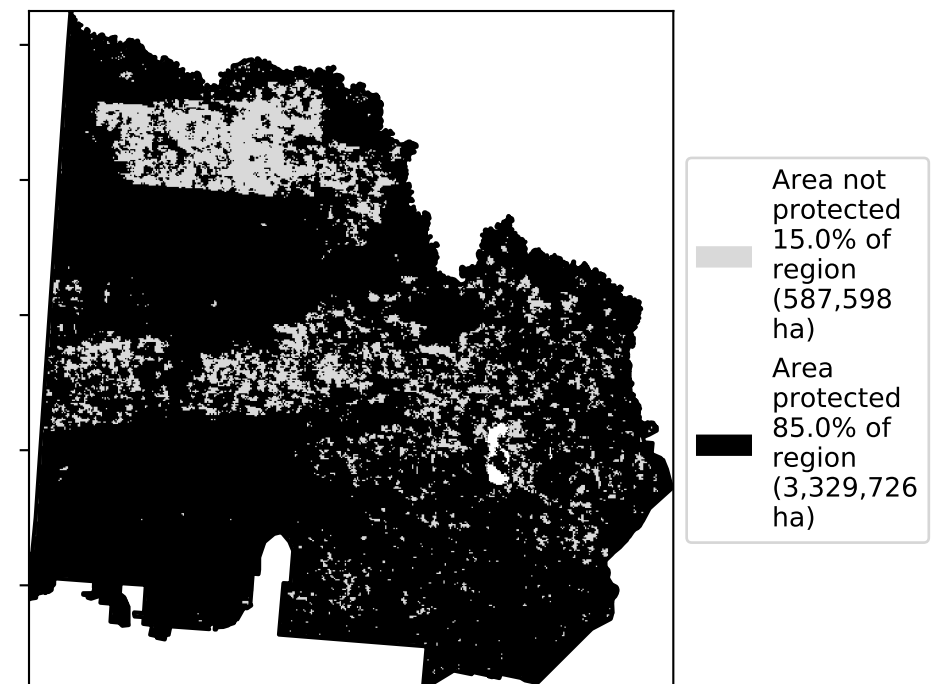 Area not
protected
15.0% of
region
(587,598
ha)
Area
protected
85.0% of
region
(3,329,726
ha)